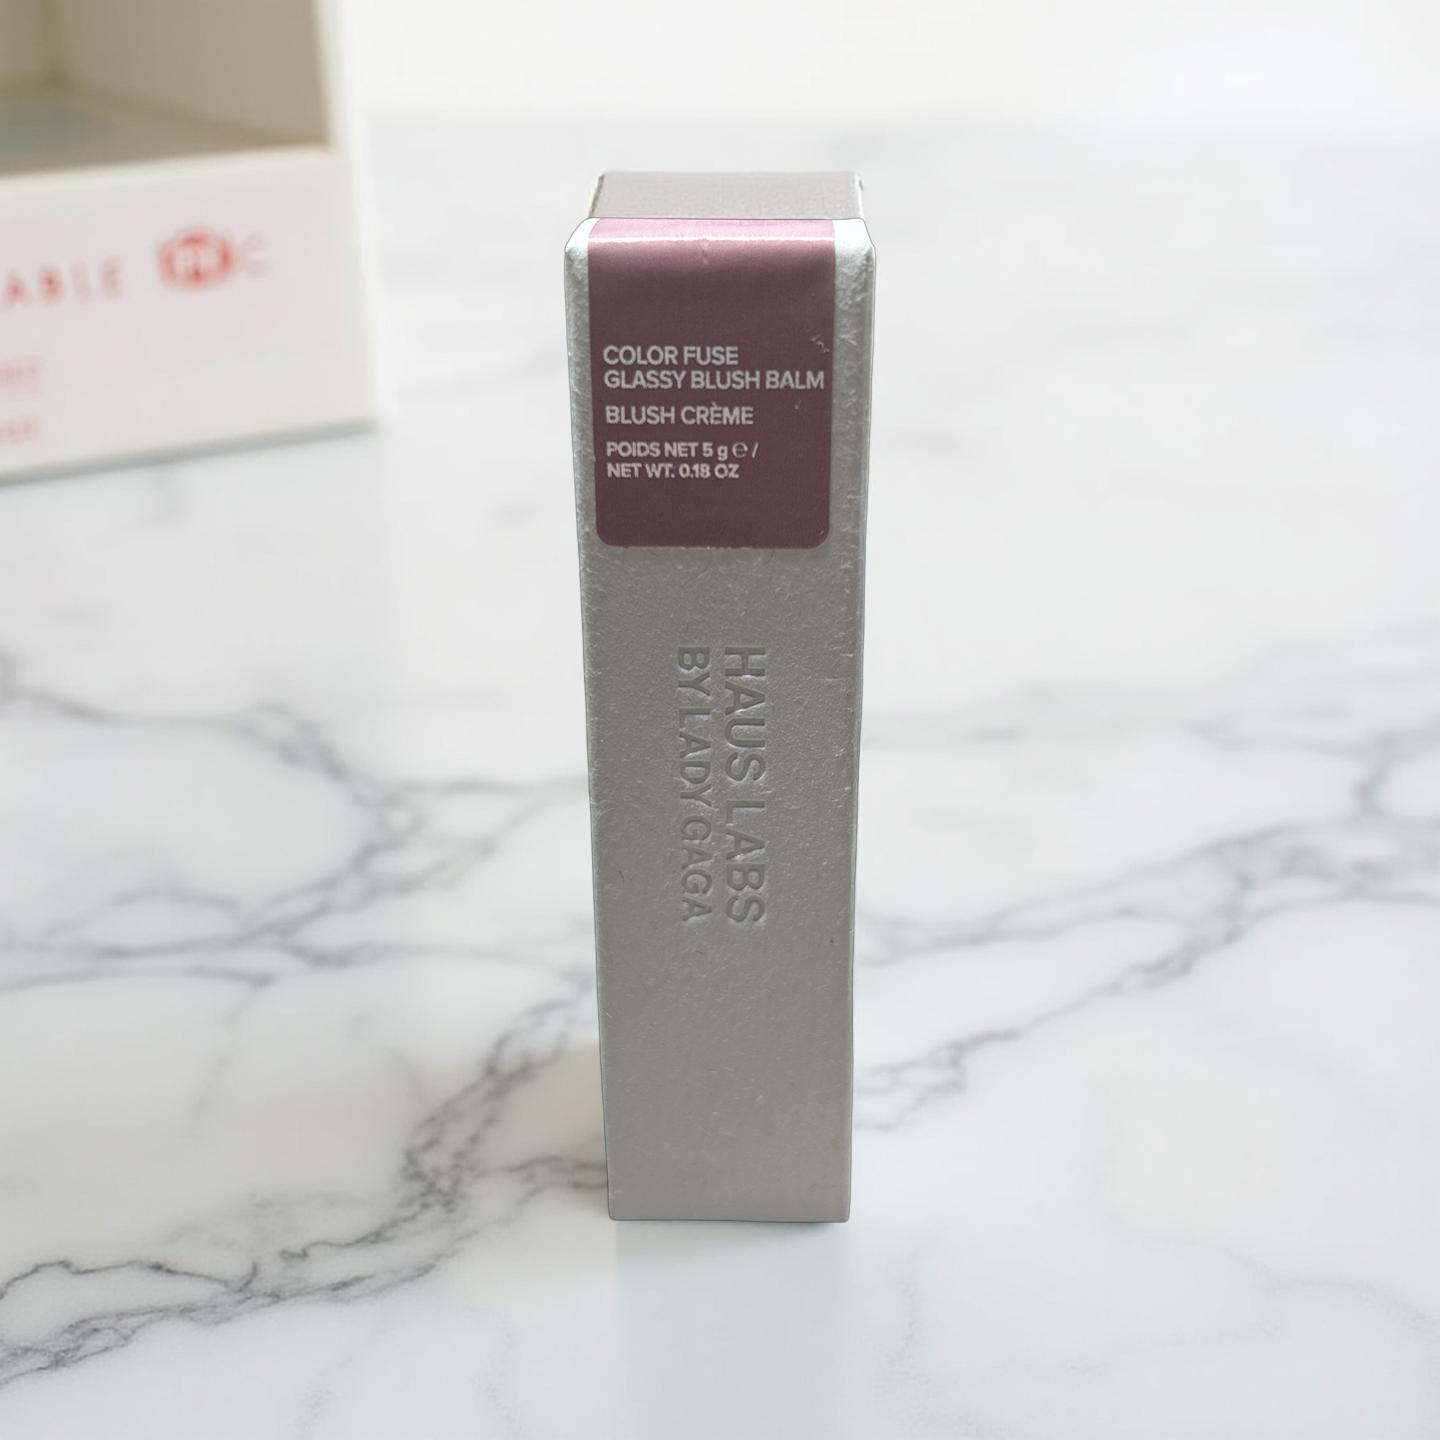 ABLE
COLOR FUSE
GLASSY BLUSH BALM
BLUSH CRÈME
POIDS NET 5 g ℮ /
NET WT. 0.18 OZ
HAUS LABS
BY LADY GAGA